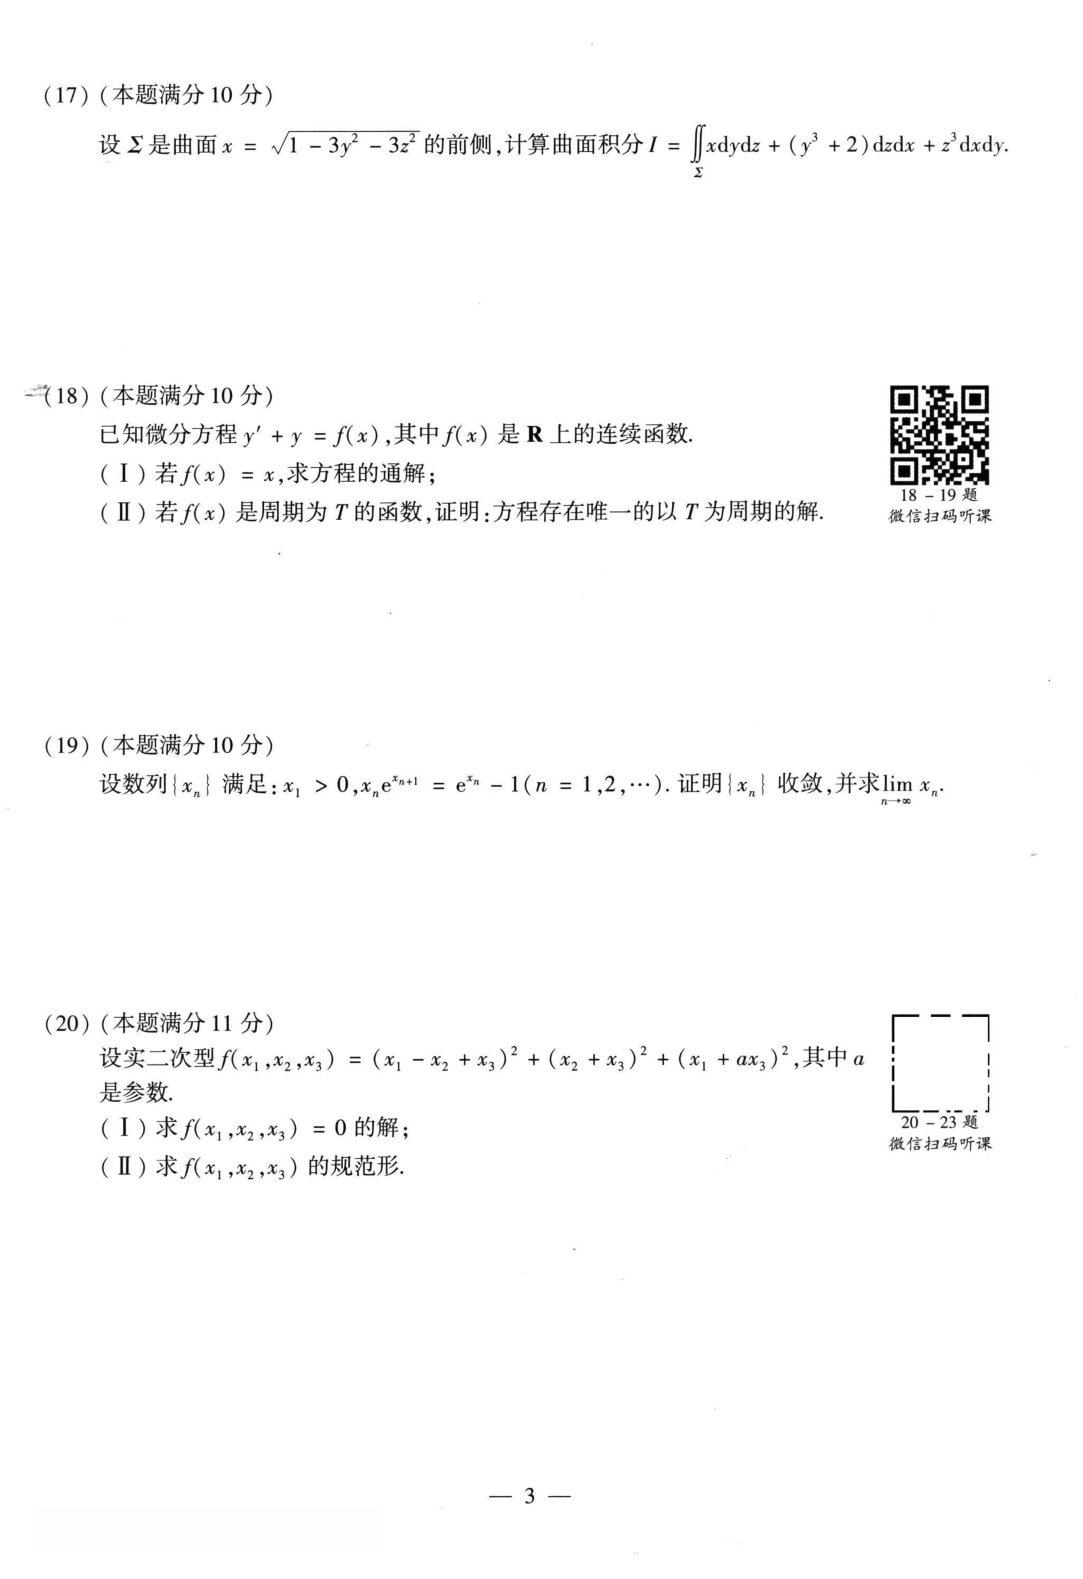 (17) (本题满分 10 分)
设 Σ 是曲面 x = √(1 - 3y² - 3z²) 的前侧,计算曲面积分 I = ∬_Σ xdydz + (y³ + 2)dzdx + z³dxdy.
(18) (本题满分 10 分)
已知微分方程 y′ + y = f(x),其中 f(x) 是 R 上的连续函数.
(Ⅰ) 若 f(x) = x,求方程的通解;
(Ⅱ) 若 f(x) 是周期为 T 的函数,证明:方程存在唯一的以 T 为周期的解.
18 - 19 题
微信扫码听课
(19) (本题满分 10 分)
设数列{xₙ} 满足: x₁ > 0, xₙe^(xₙ₊₁) = e^(xₙ) - 1(n = 1,2,⋯). 证明{xₙ} 收敛,并求 lim_(n→∞) xₙ.
(20) (本题满分 11 分)
设实二次型 f(x₁,x₂,x₃) = (x₁ - x₂ + x₃)² + (x₂ + x₃)² + (x₁ + ax₃)²,其中 a
是参数.
(Ⅰ) 求 f(x₁,x₂,x₃) = 0 的解;
(Ⅱ) 求 f(x₁,x₂,x₃) 的规范形.
20 - 23 题
微信扫码听课
— 3 —